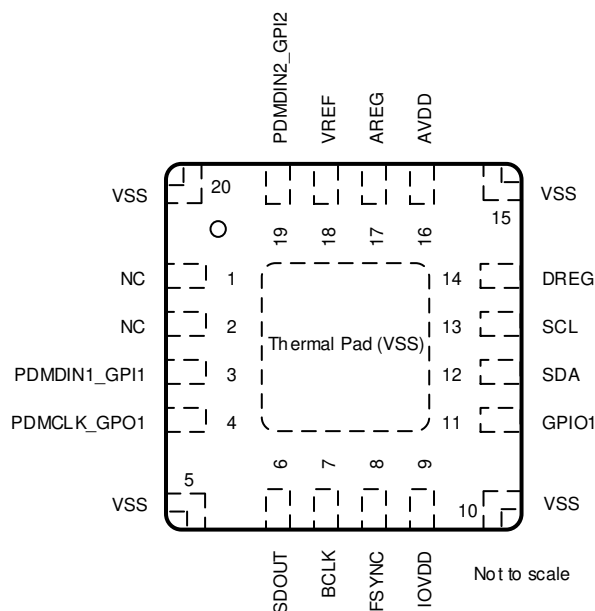 PDMDIN2_GPI2
VREF
AREG
AVDD
VSS
20
19
18
17
16
15
VSS
NC
1
14
DREG
NC
2
13
SCL
Thermal Pad (VSS)
PDMDIN1_GPI1
3
12
SDA
PDMCLK_GPO1
4
11
GPIO1
VSS
5
6
7
8
9
10
VSS
SDOUT
BCLK
FSYNC
IOVDD
Not to scale